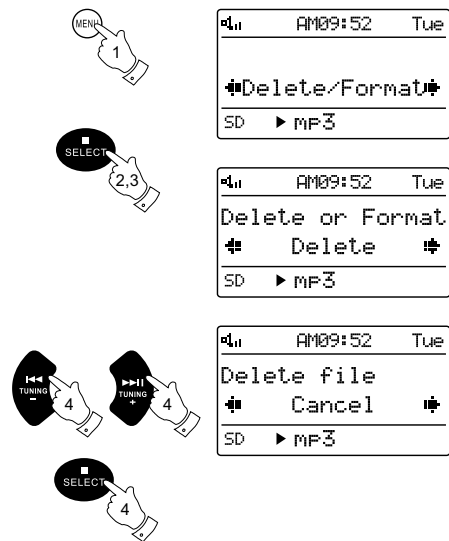 MENU
1
AM09:52 Tue
Delete/Format
SD mp3
SELECT
2,3
AM09:52 Tue
Delete or Format
Delete
SD mp3
TUNING
−
4
TUNING
+
4
AM09:52 Tue
Delete file
Cancel
SD mp3
SELECT
4